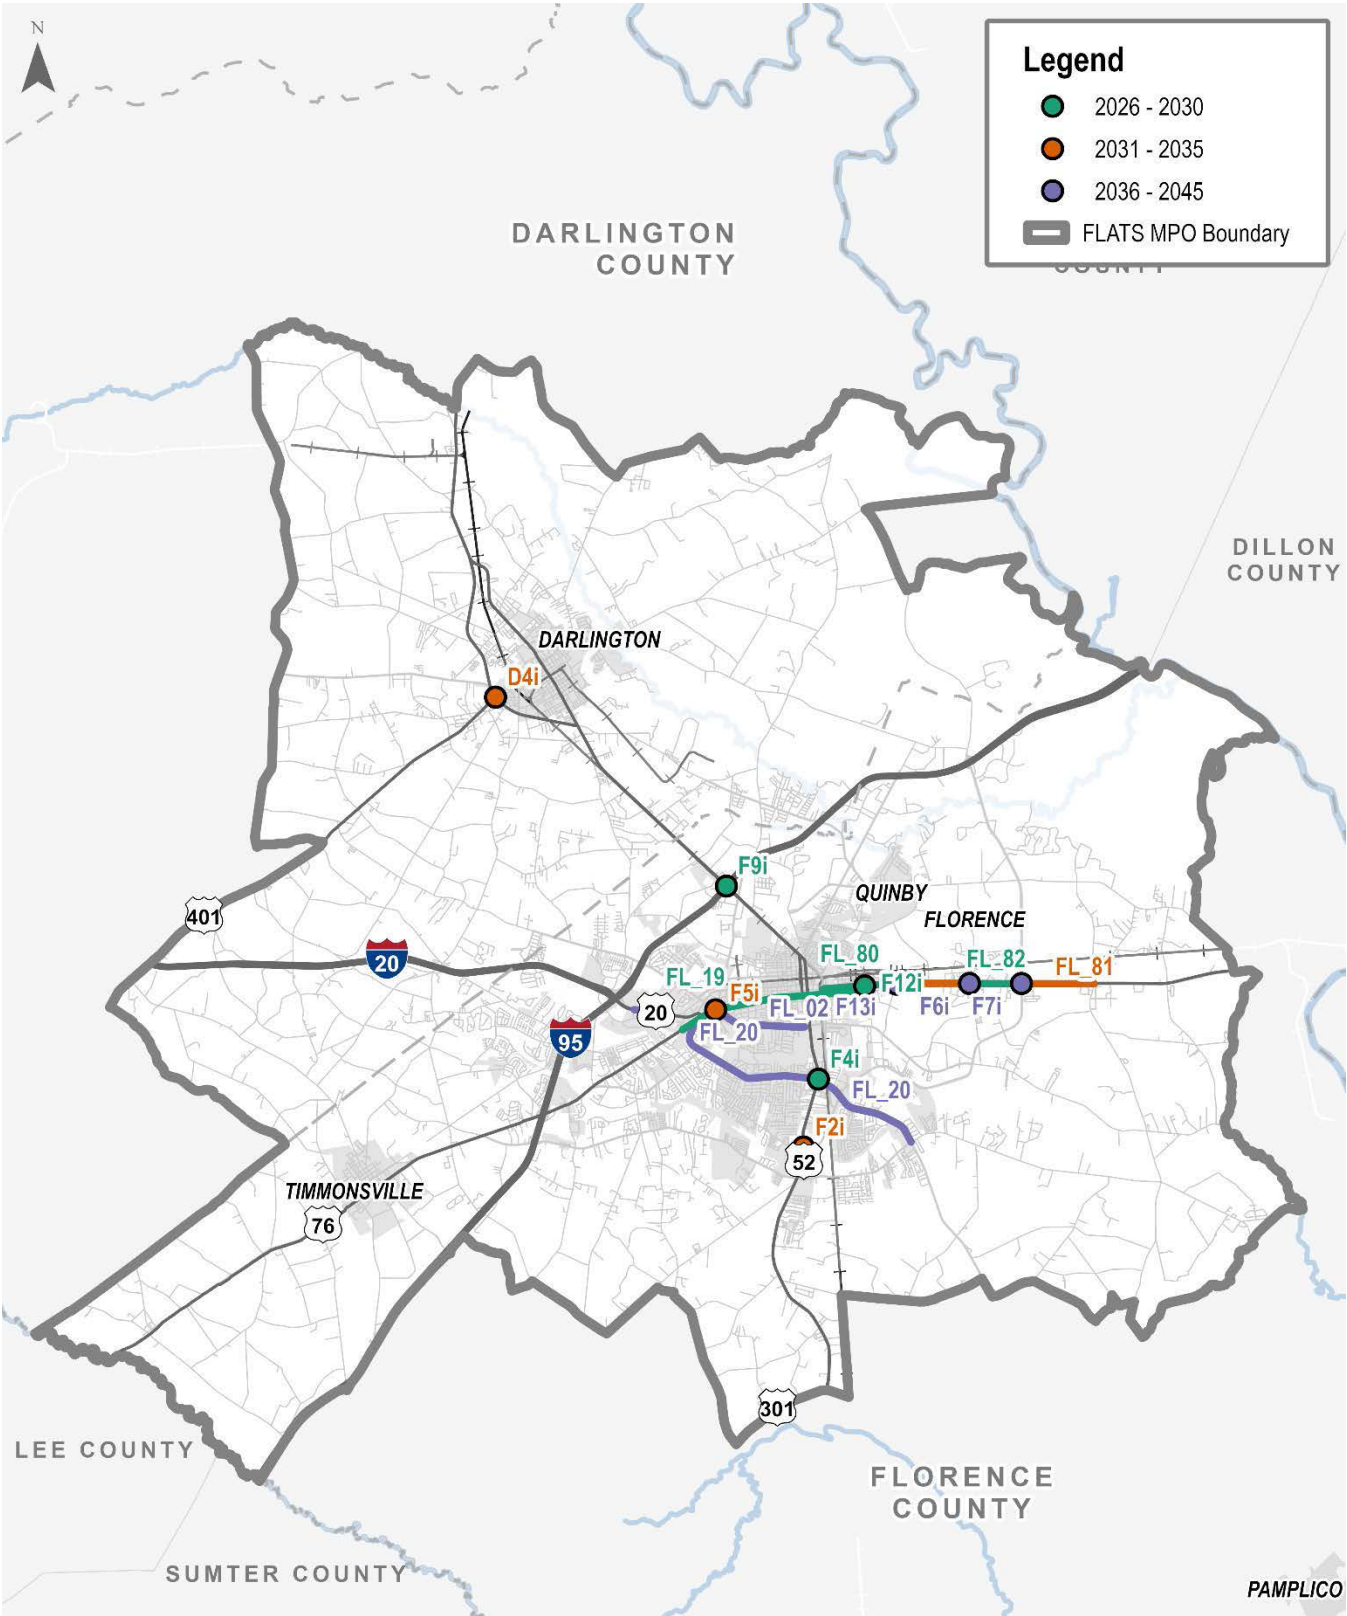 N
Legend
2026 - 2030
2031 - 2035
2036 - 2045
FLATS MPO Boundary
COUNTY
DARLINGTON
COUNTY
DILLON
COUNTY
DARLINGTON
D4i
F9i
QUINBY
FLORENCE
401
20
FL_19
FL_80
FL_82
FL_81
F5i
F12i
20
FL_02
F13i
F6i
F7i
95
FL_20
F4i
FL_20
F2i
52
TIMMONSVILLE
76
301
LEE COUNTY
FLORENCE
COUNTY
SUMTER COUNTY
PAMPLICO